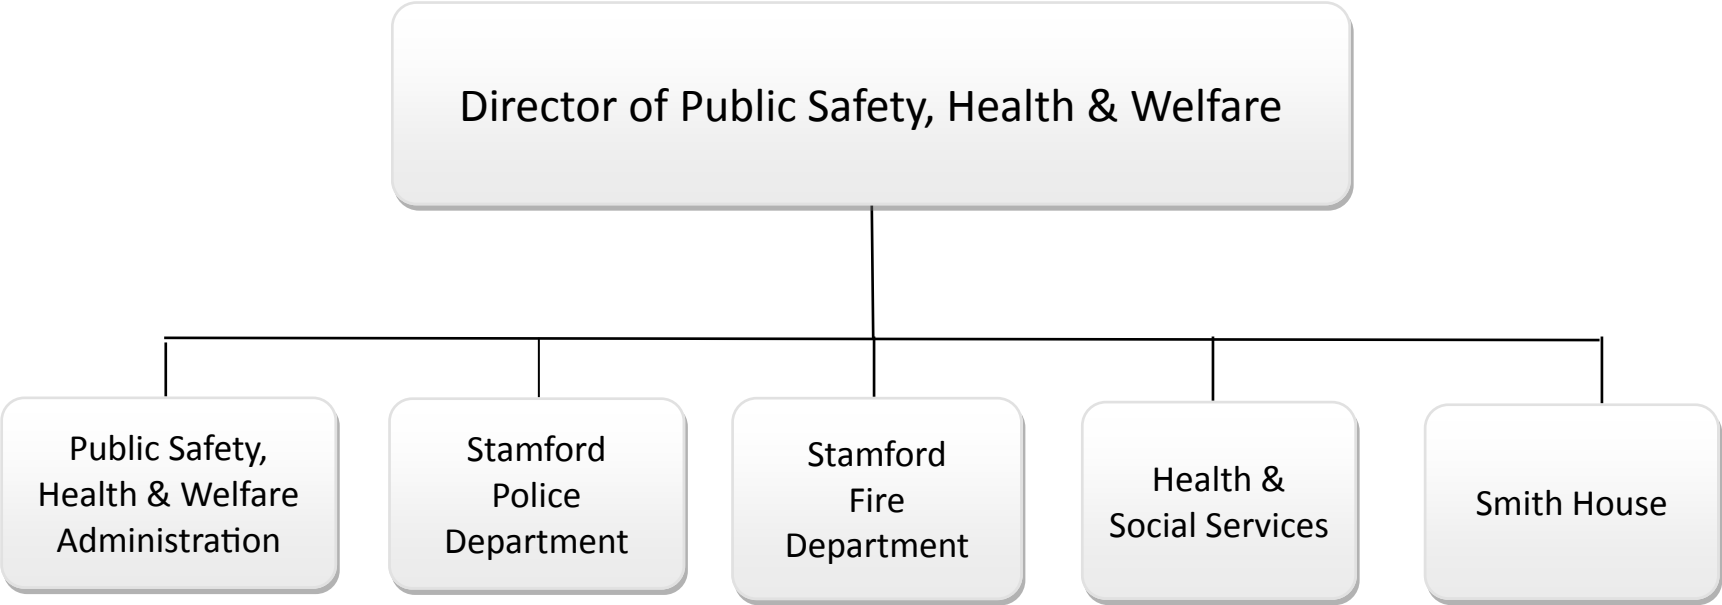 Director of Public Safety, Health & Welfare
Public Safety,
Health & Welfare
Administration
Stamford
Police
Department
Stamford
Fire
Department
Health &
Social Services
Smith House